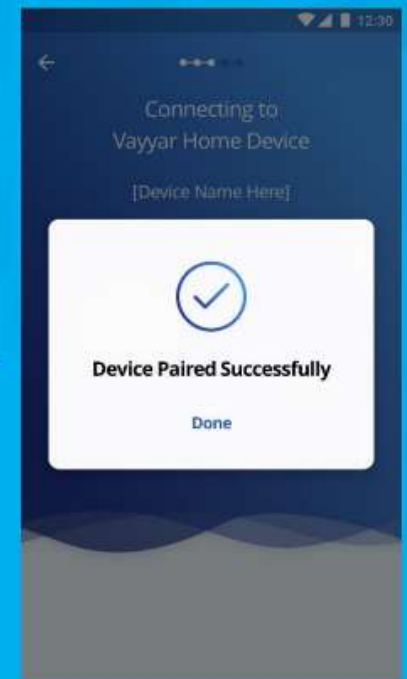 12:30
Connecting to
Vayyar Home Device
[Device Name Here]
Device Paired Successfully
Done